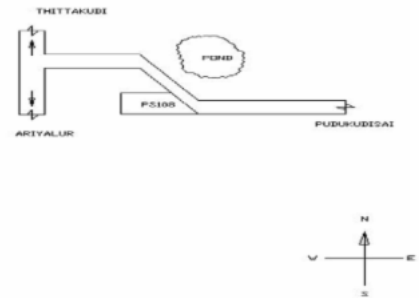 THITTAKUDI
POND
PS108
PUDUKUDISAI
ARIYALUR
N
W E
S